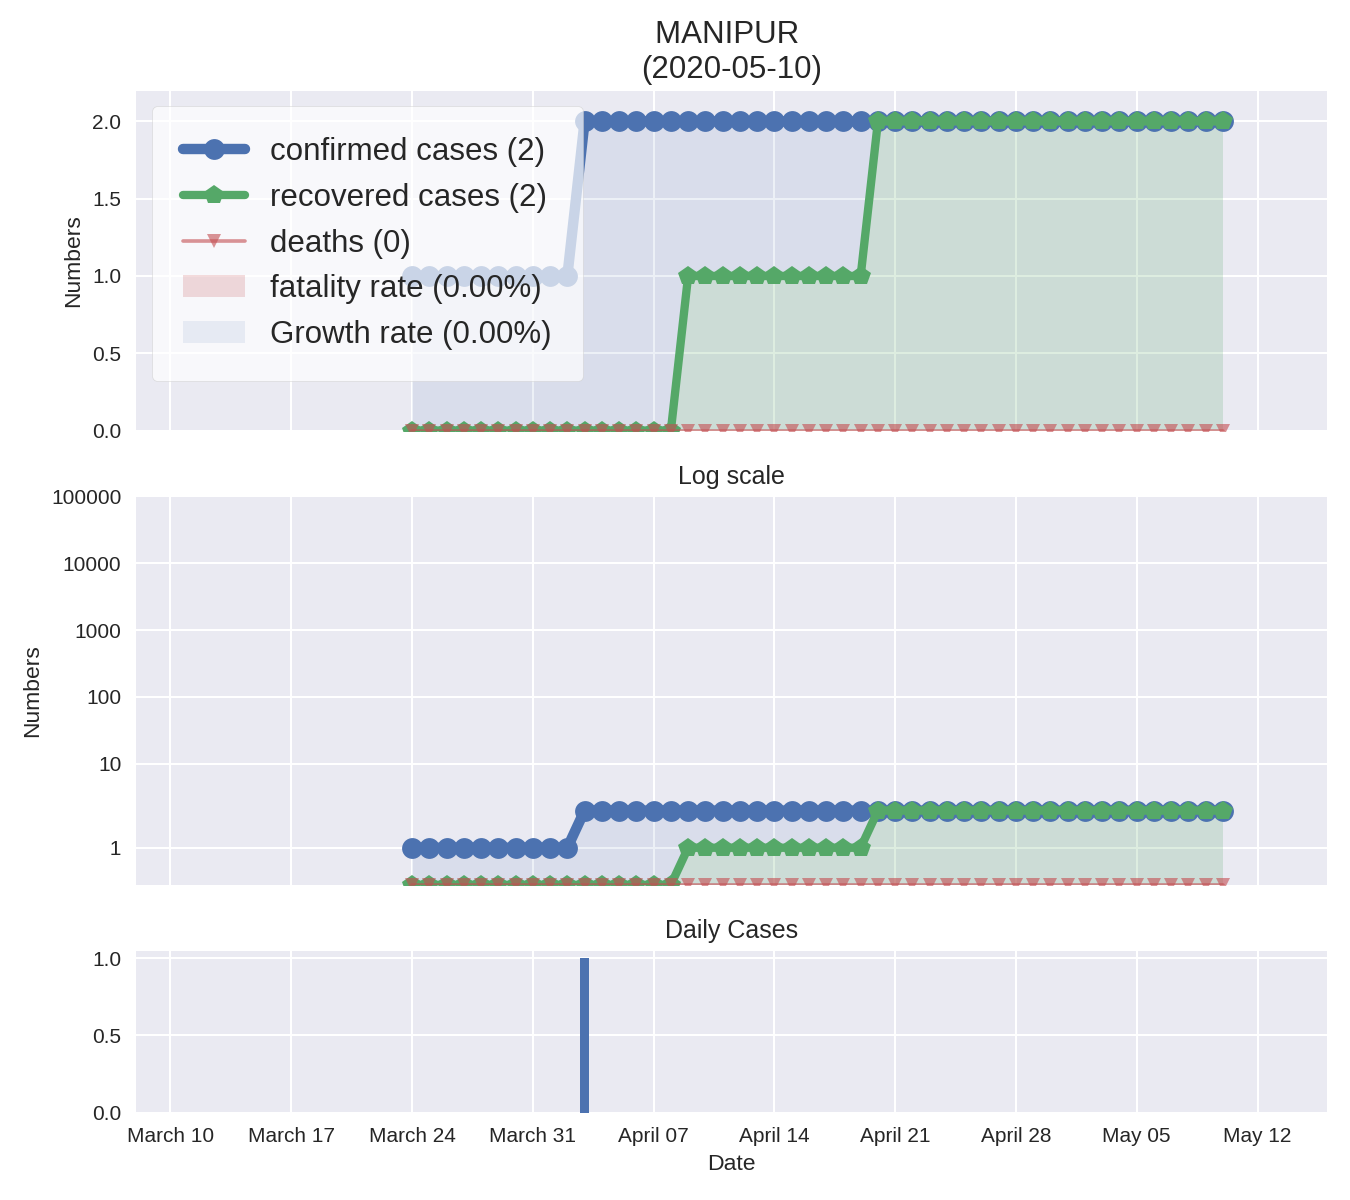 MANIPUR
(2020-05-10)
2.0
1.5
1.0
0.5
0.0
Numbers
confirmed cases (2)
recovered cases (2)
deaths (0)
fatality rate (0.00%)
Growth rate (0.00%)
Log scale
100000
10000
1000
100
10
1
Numbers
Daily Cases
1.0
0.5
0.0
March 10 March 17 March 24 March 31 April 07 April 14 April 21 April 28 May 05 May 12
Date